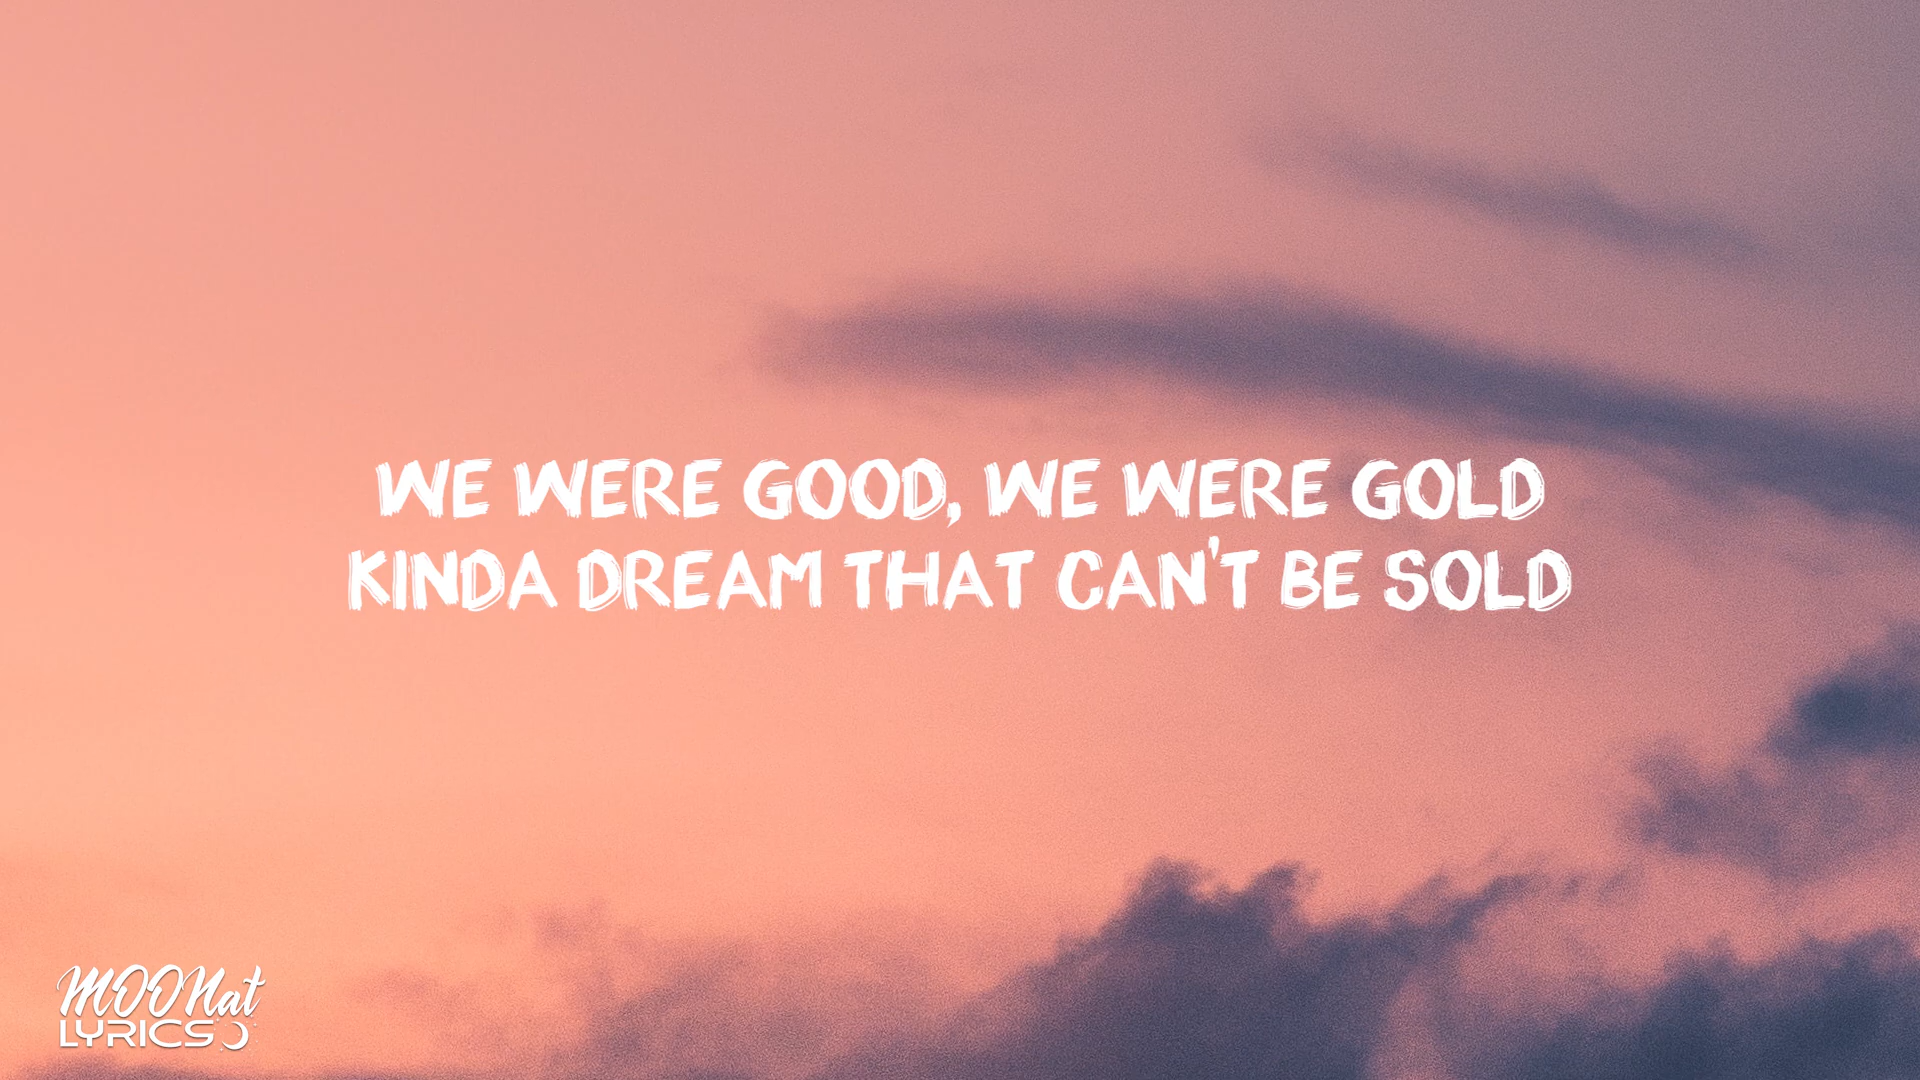 WE WERE GOOD, WE WERE GOLD
KINDA DREAM THAT CAN'T BE SOLD
MOONat
LYRICS